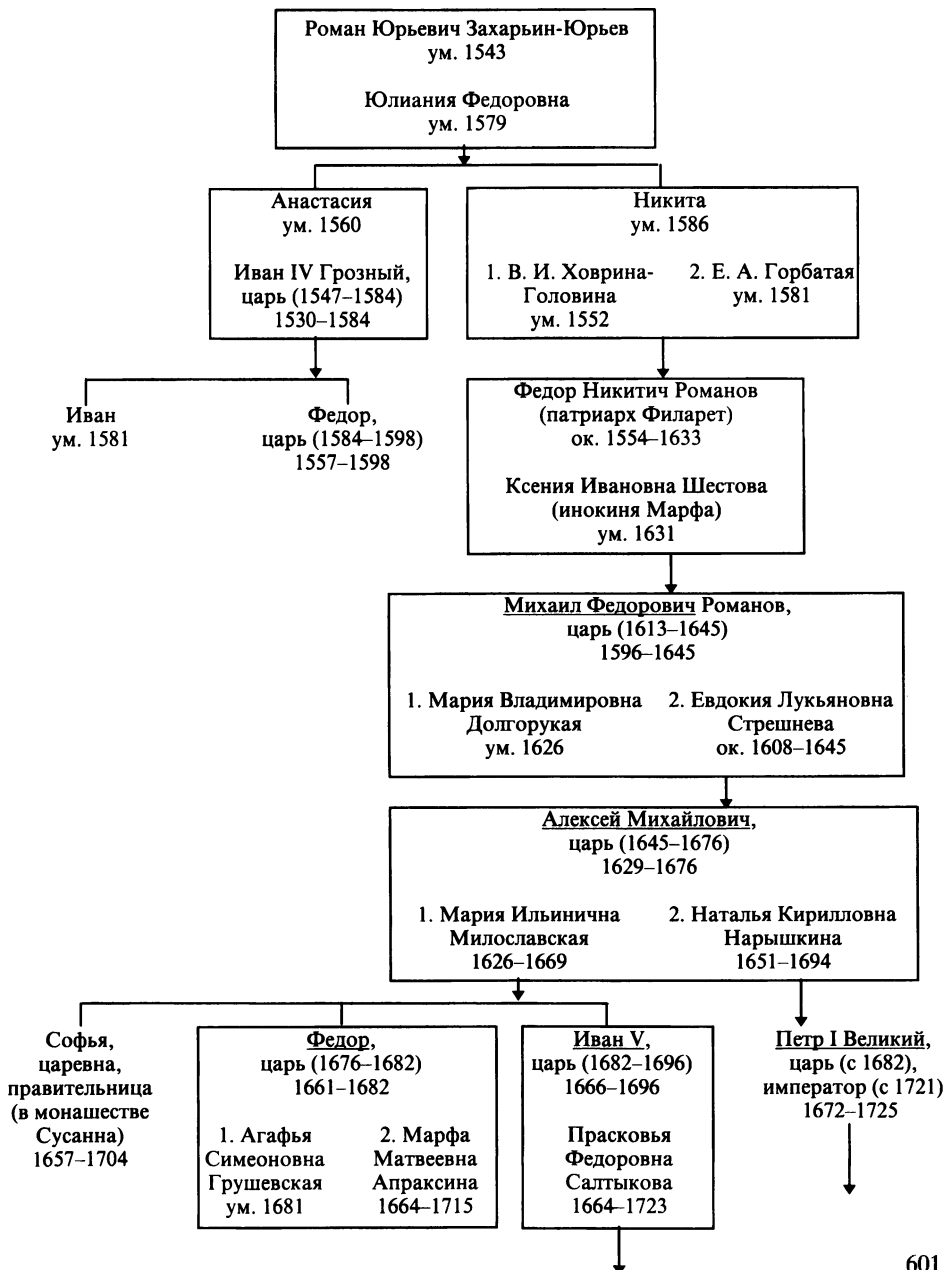 Роман Юрьевич Захарьин-Юрьев
ум. 1543
Юлиания Федоровна
ум. 1579
Анастасия
ум. 1560
Иван IV Грозный,
царь (1547–1584)
1530–1584
Никита
ум. 1586
1. В. И. Ховрина-
Головина
ум. 1552
2. Е. А. Горбатая
ум. 1581
Иван
ум. 1581
Федор,
царь (1584–1598)
1557–1598
Федор Никитич Романов
(патриарх Филарет)
ок. 1554–1633
Ксения Ивановна Шестова
(инокиня Марфа)
ум. 1631
Михаил Федорович Романов,
царь (1613–1645)
1596–1645
1. Мария Владимировна
Долгорукая
ум. 1626
2. Евдокия Лукьяновна
Стрешнева
ок. 1608–1645
Алексей Михайлович,
царь (1645–1676)
1629–1676
1. Мария Ильинична
Милославская
1626–1669
2. Наталья Кирилловна
Нарышкина
1651–1694
Софья,
царевна,
правительница
(в монашестве
Сусанна)
1657–1704
Федор,
царь (1676–1682)
1661–1682
1. Агафья
Симеоновна
Грушевская
ум. 1681
2. Марфа
Матвеевна
Апраксина
1664–1715
Иван V,
царь (1682–1696)
1666–1696
Прасковья
Федоровна
Салтыкова
1664–1723
Петр I Великий,
царь (с 1682),
император (с 1721)
1672–1725
601